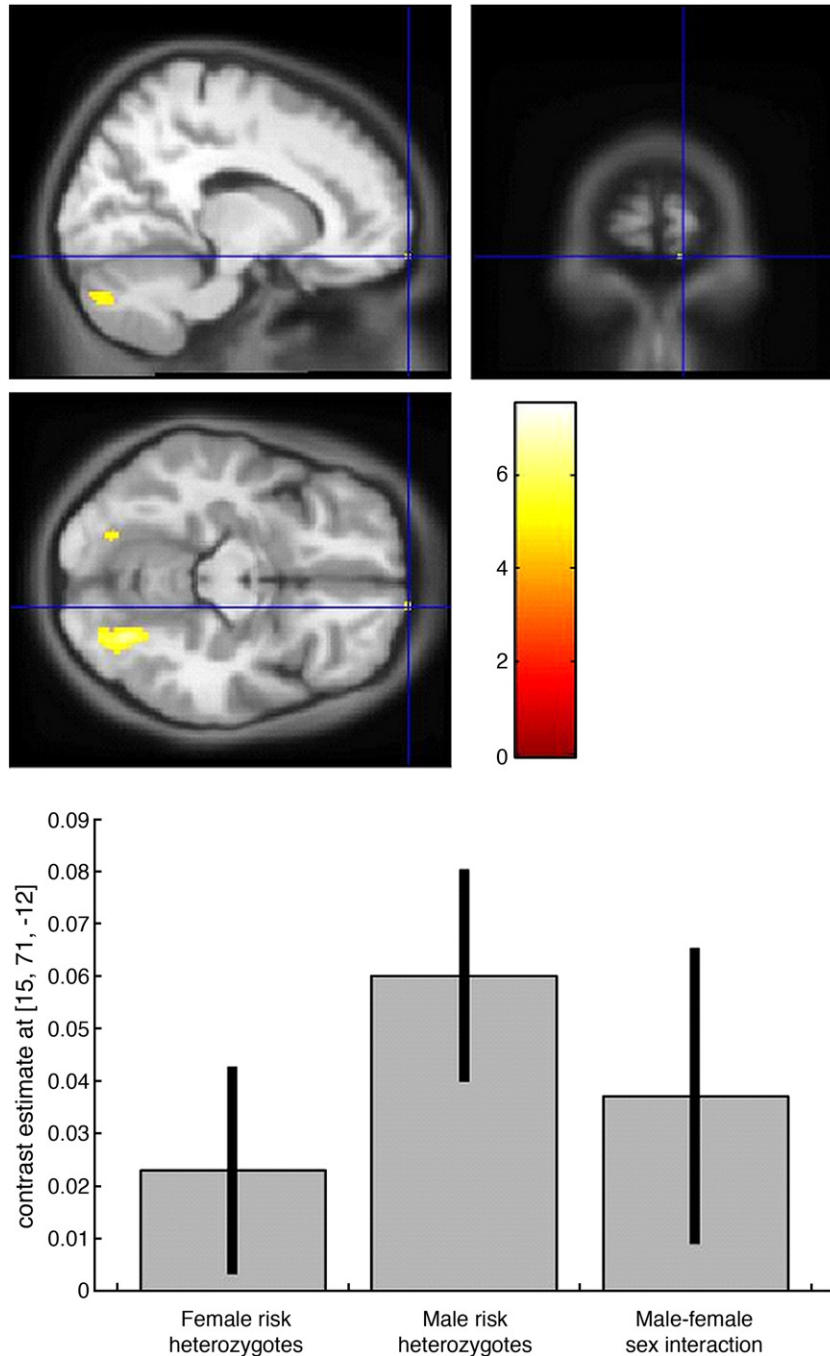 6
4
2
0
0.09
0.08
0.07
0.06
0.05
0.04
0.03
0.02
0.01
0
contrast estimate at [15, 71, -12]
Female risk
heterozygotes
Male risk
heterozygotes
Male-female
sex interaction